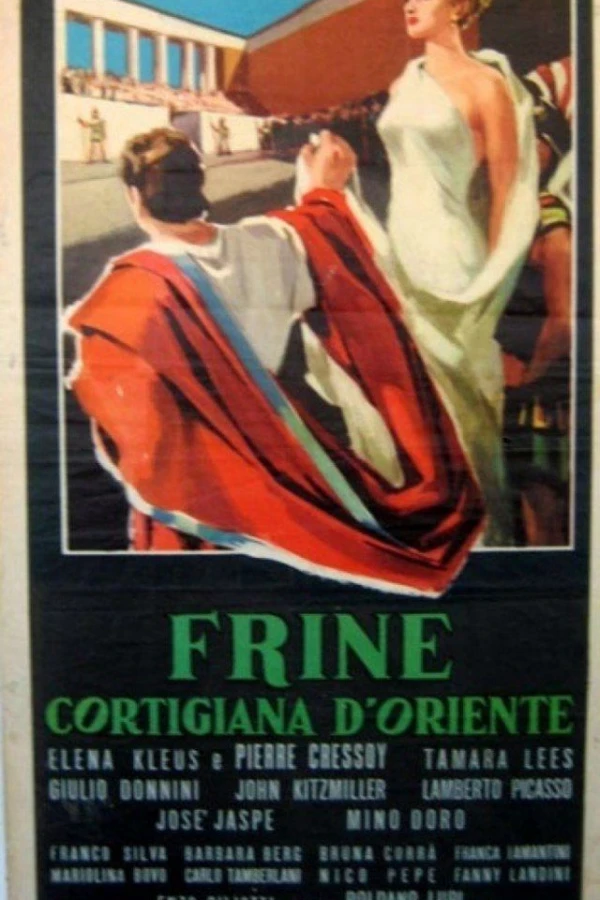 FRINE
CORTIGIANA D'ORIENTE
ELENA KLEUS e PIERRE CRESSOY TAMARA LEES
GIULIO DONNINI JOHN KITZMILLER LAMBERTO PICASSO
JOSE' JASPE MINO DORO
FRANCO SILVA BARBARA BERG BRUNA CORRÀ FRANCA TAMANTINI
MARIOLINA BOVO CARLO TAMBERLANI NICO PEPE FANNY LANDINI